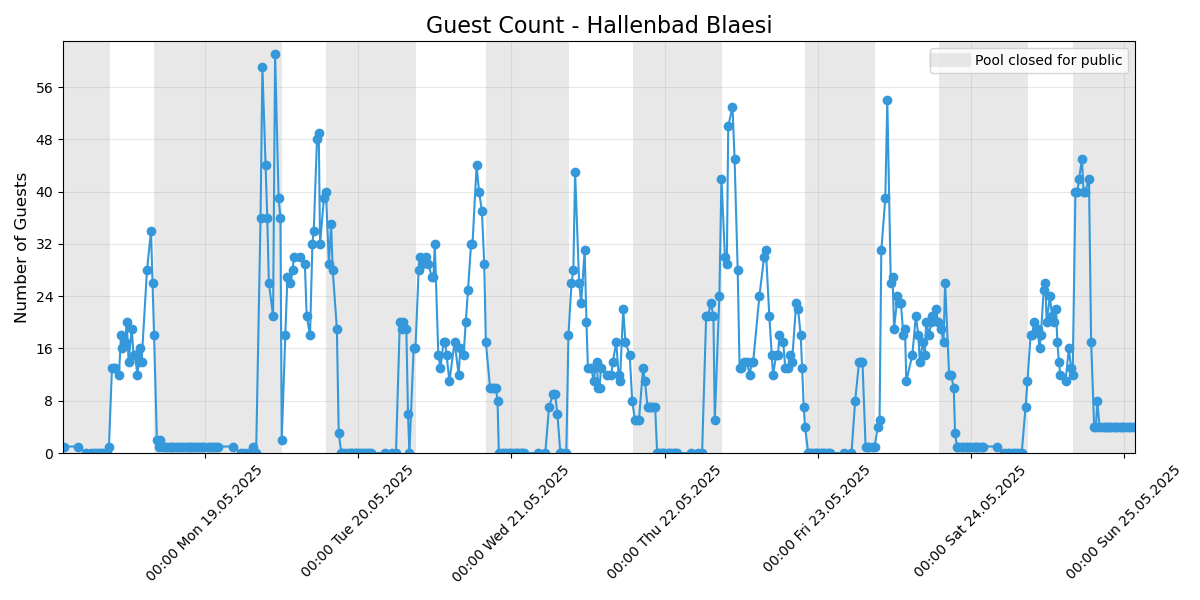 Guest Count - Hallenbad Blaesi
Pool closed for public
Number of Guests
56
48
40
32
24
16
8
0
00:00 Mon 19.05.2025
00:00 Tue 20.05.2025
00:00 Wed 21.05.2025
00:00 Thu 22.05.2025
00:00 Fri 23.05.2025
00:00 Sat 24.05.2025
00:00 Sun 25.05.2025